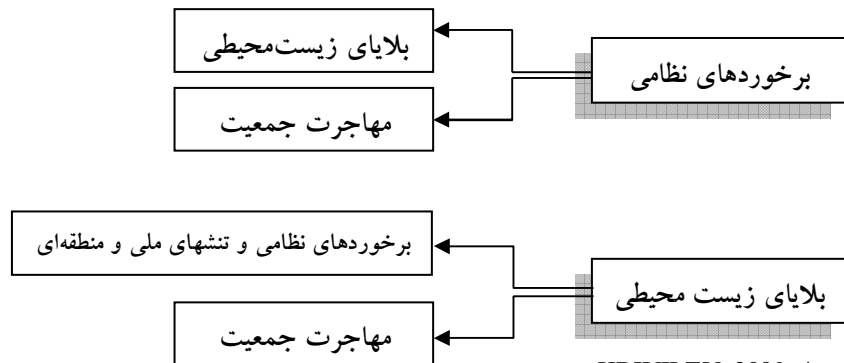 برخوردهای نظامی
بلایای زیست‌محیطی
مهاجرت جمعیت
بلایای زیست محیطی
برخوردهای نظامی و تنشهای ملی و منطقه‌ای
مهاجرت جمعیت